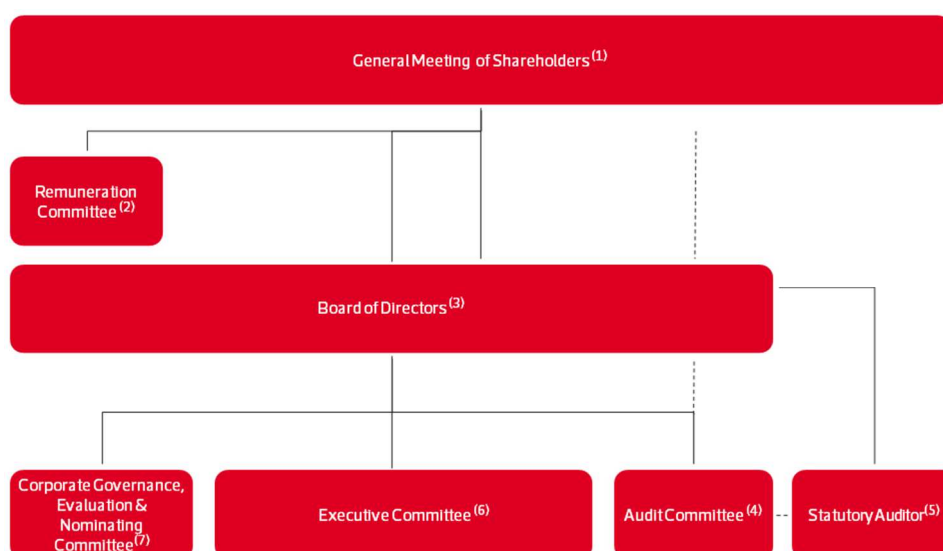 General Meeting of Shareholders (1)
Remuneration
Committee (2)
Board of Directors (3)
Corporate Governance,
Evaluation &
Nominating
Committee(7)
Executive Committee (6)
Audit Committee (4)
Statutory Auditor(5)